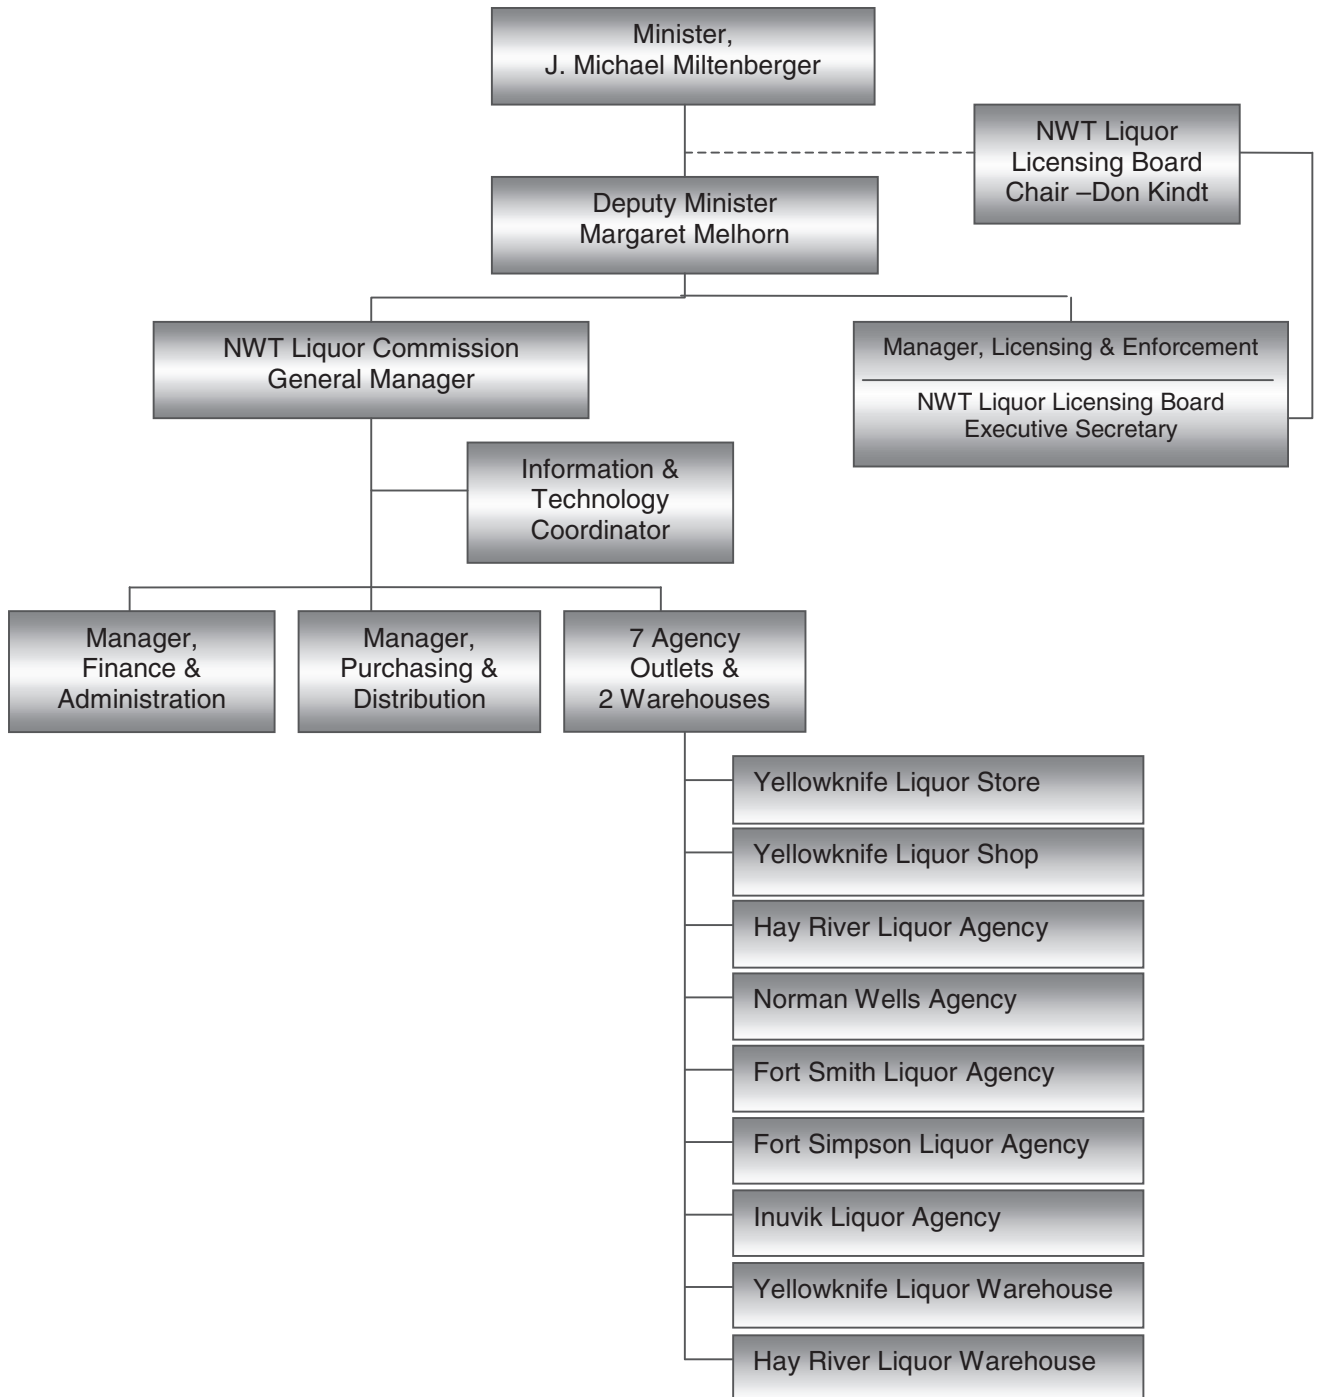 Minister,
J. Michael Miltenberger
NWT Liquor
Licensing Board
Chair –Don Kindt
Deputy Minister
Margaret Melhorn
NWT Liquor Commission
General Manager
Manager, Licensing & Enforcement
NWT Liquor Licensing Board
Executive Secretary
Information &
Technology
Coordinator
Manager,
Finance &
Administration
Manager,
Purchasing &
Distribution
7 Agency
Outlets &
2 Warehouses
Yellowknife Liquor Store
Yellowknife Liquor Shop
Hay River Liquor Agency
Norman Wells Agency
Fort Smith Liquor Agency
Fort Simpson Liquor Agency
Inuvik Liquor Agency
Yellowknife Liquor Warehouse
Hay River Liquor Warehouse